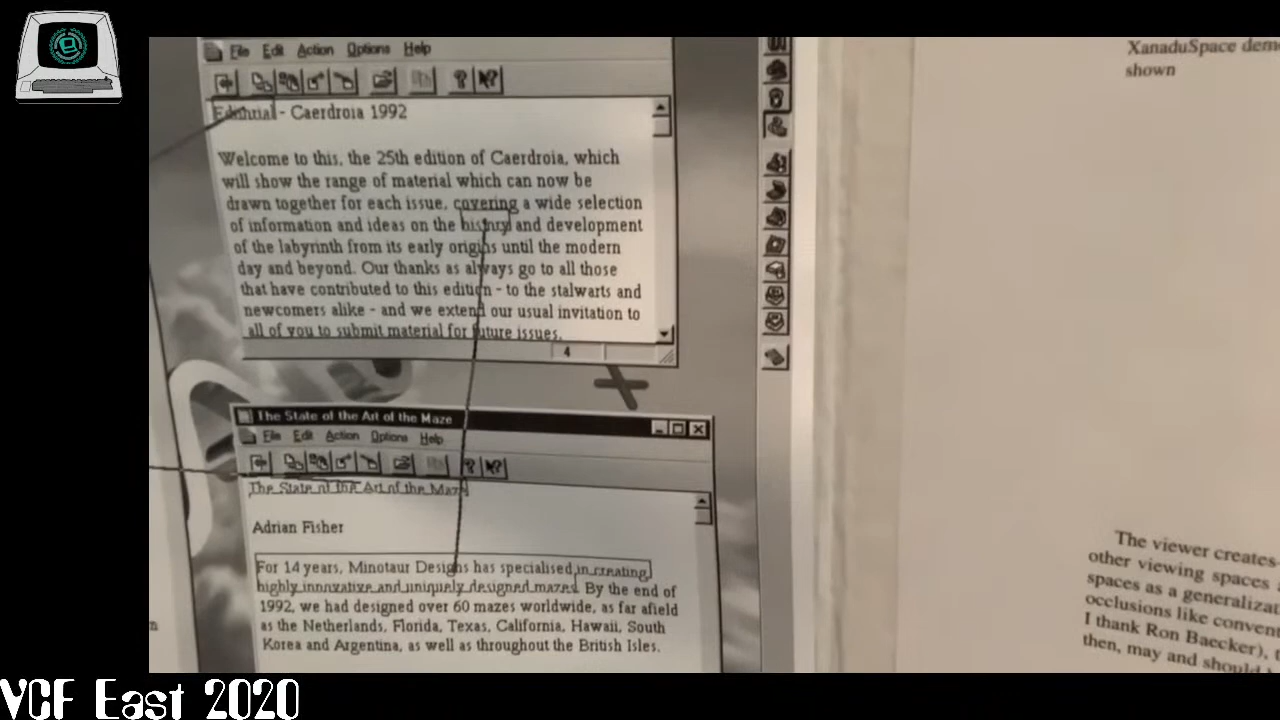 XanaduSpace
shown
File Edit Action Options Help
Editorial - Caerdroia 1992
Welcome to this, the 25th edition of Caerdroia, which
will show the range of material which can now be
drawn together for each issue, covering a wide selection
of information and ideas on the history and development
of the labyrinth from its early origins until the modern
day and beyond. Our thanks as always go to all those
that have contributed to this edition - to the stalwarts and
newcomers alike - and we extend our usual invitation to
all of you to submit material for future issues.
4
The State of the Art of the Maze
File Edit Action Options Help
The State of the Art of the Maze
Adrian Fisher
For 14 years, Minotaur Designs has specialised in creating
highly innovative and uniquely designed mazes. By the end of
1992, we had designed over 60 mazes worldwide, as far afield
as the Netherlands, Florida, Texas, California, Hawaii, South
Korea and Argentina, as well as throughout the British Isles.
The viewer creates
other viewing spaces
spaces as a
occlusions like
I thank Ron Baecker),
then, may and should
VCF East 2020